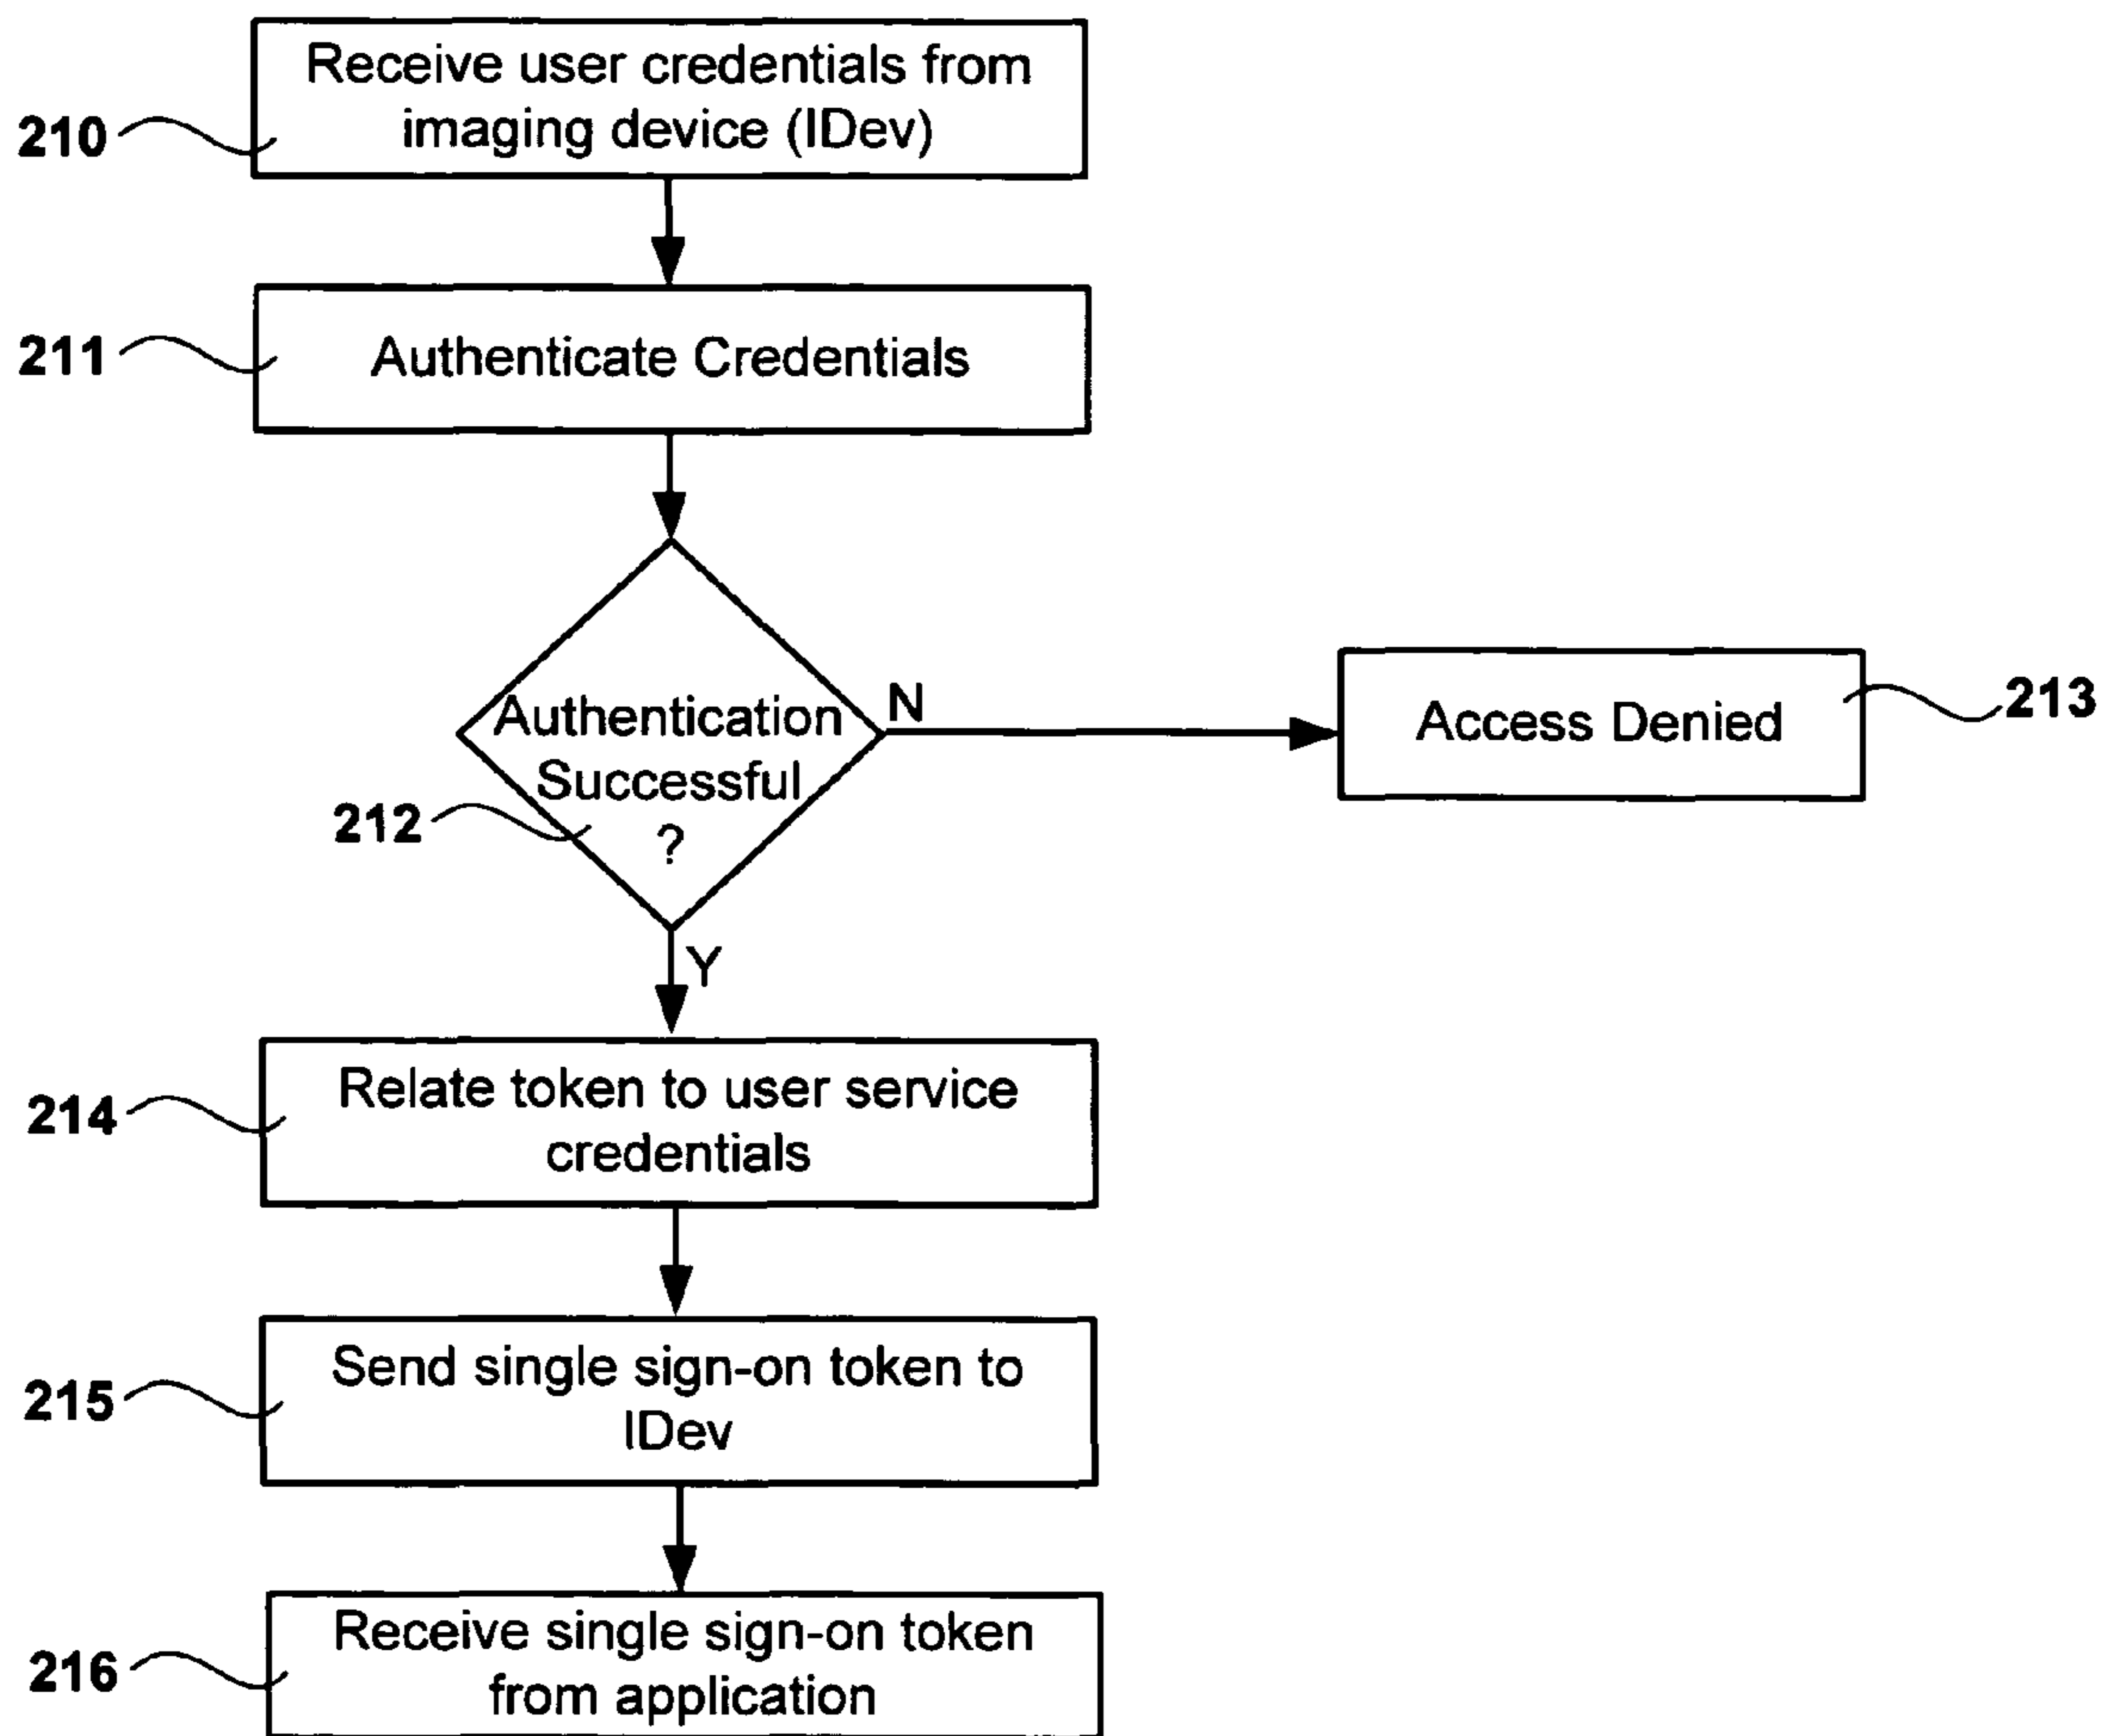 Receive user credentials from
imaging device (IDev)
210
211
Authenticate Credentials
Authentication
Successful
?
212
N
Access Denied
213
Y
Relate token to user service
credentials
214
Send single sign-on token to
IDev
215
Receive single sign-on token
from application
216